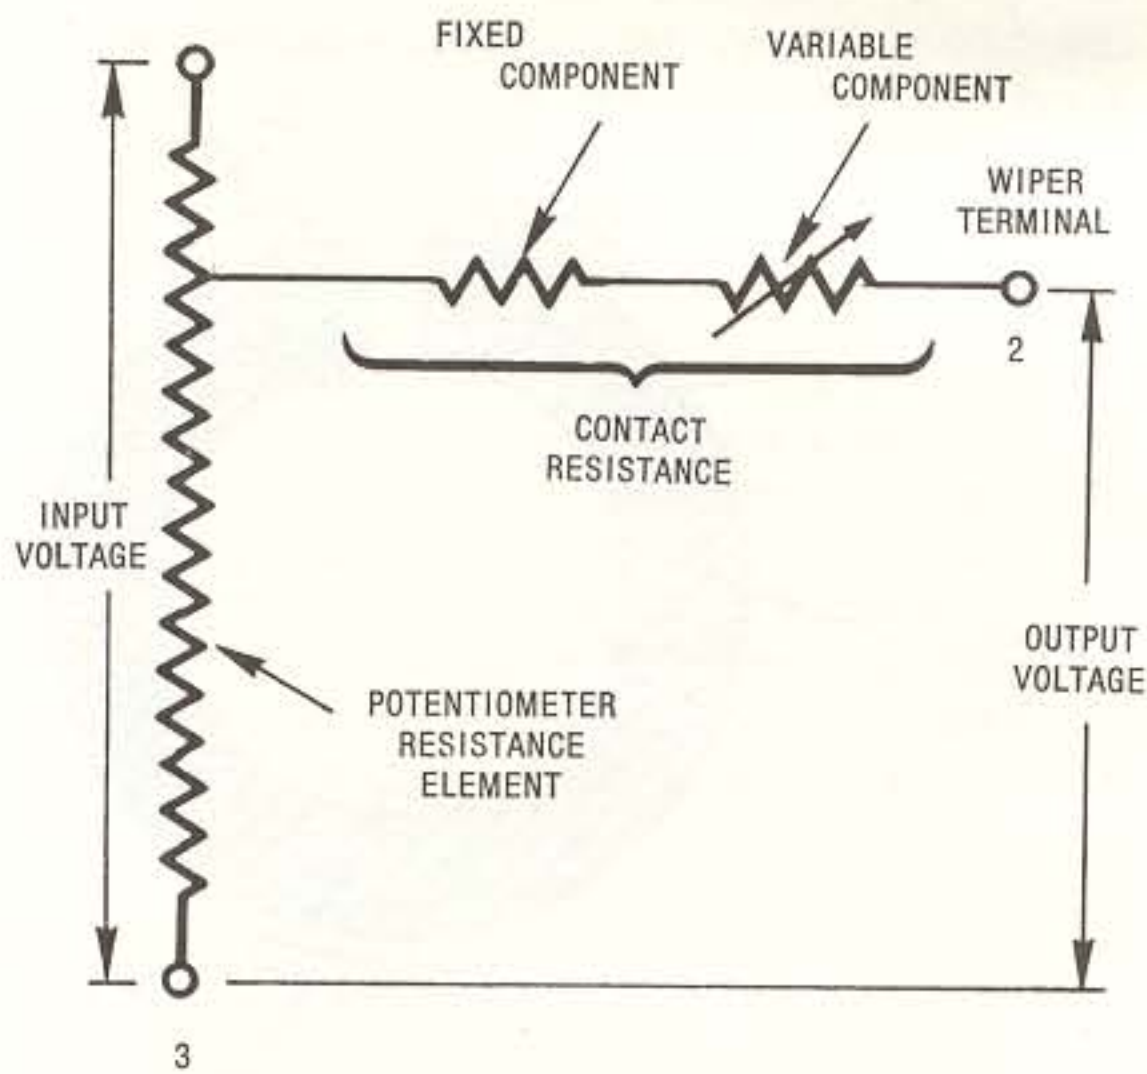 FIXED
COMPONENT
VARIABLE
COMPONENT
WIPER
TERMINAL
2
CONTACT
RESISTANCE
INPUT
VOLTAGE
OUTPUT
VOLTAGE
POTENTIOMETER
RESISTANCE
ELEMENT
3